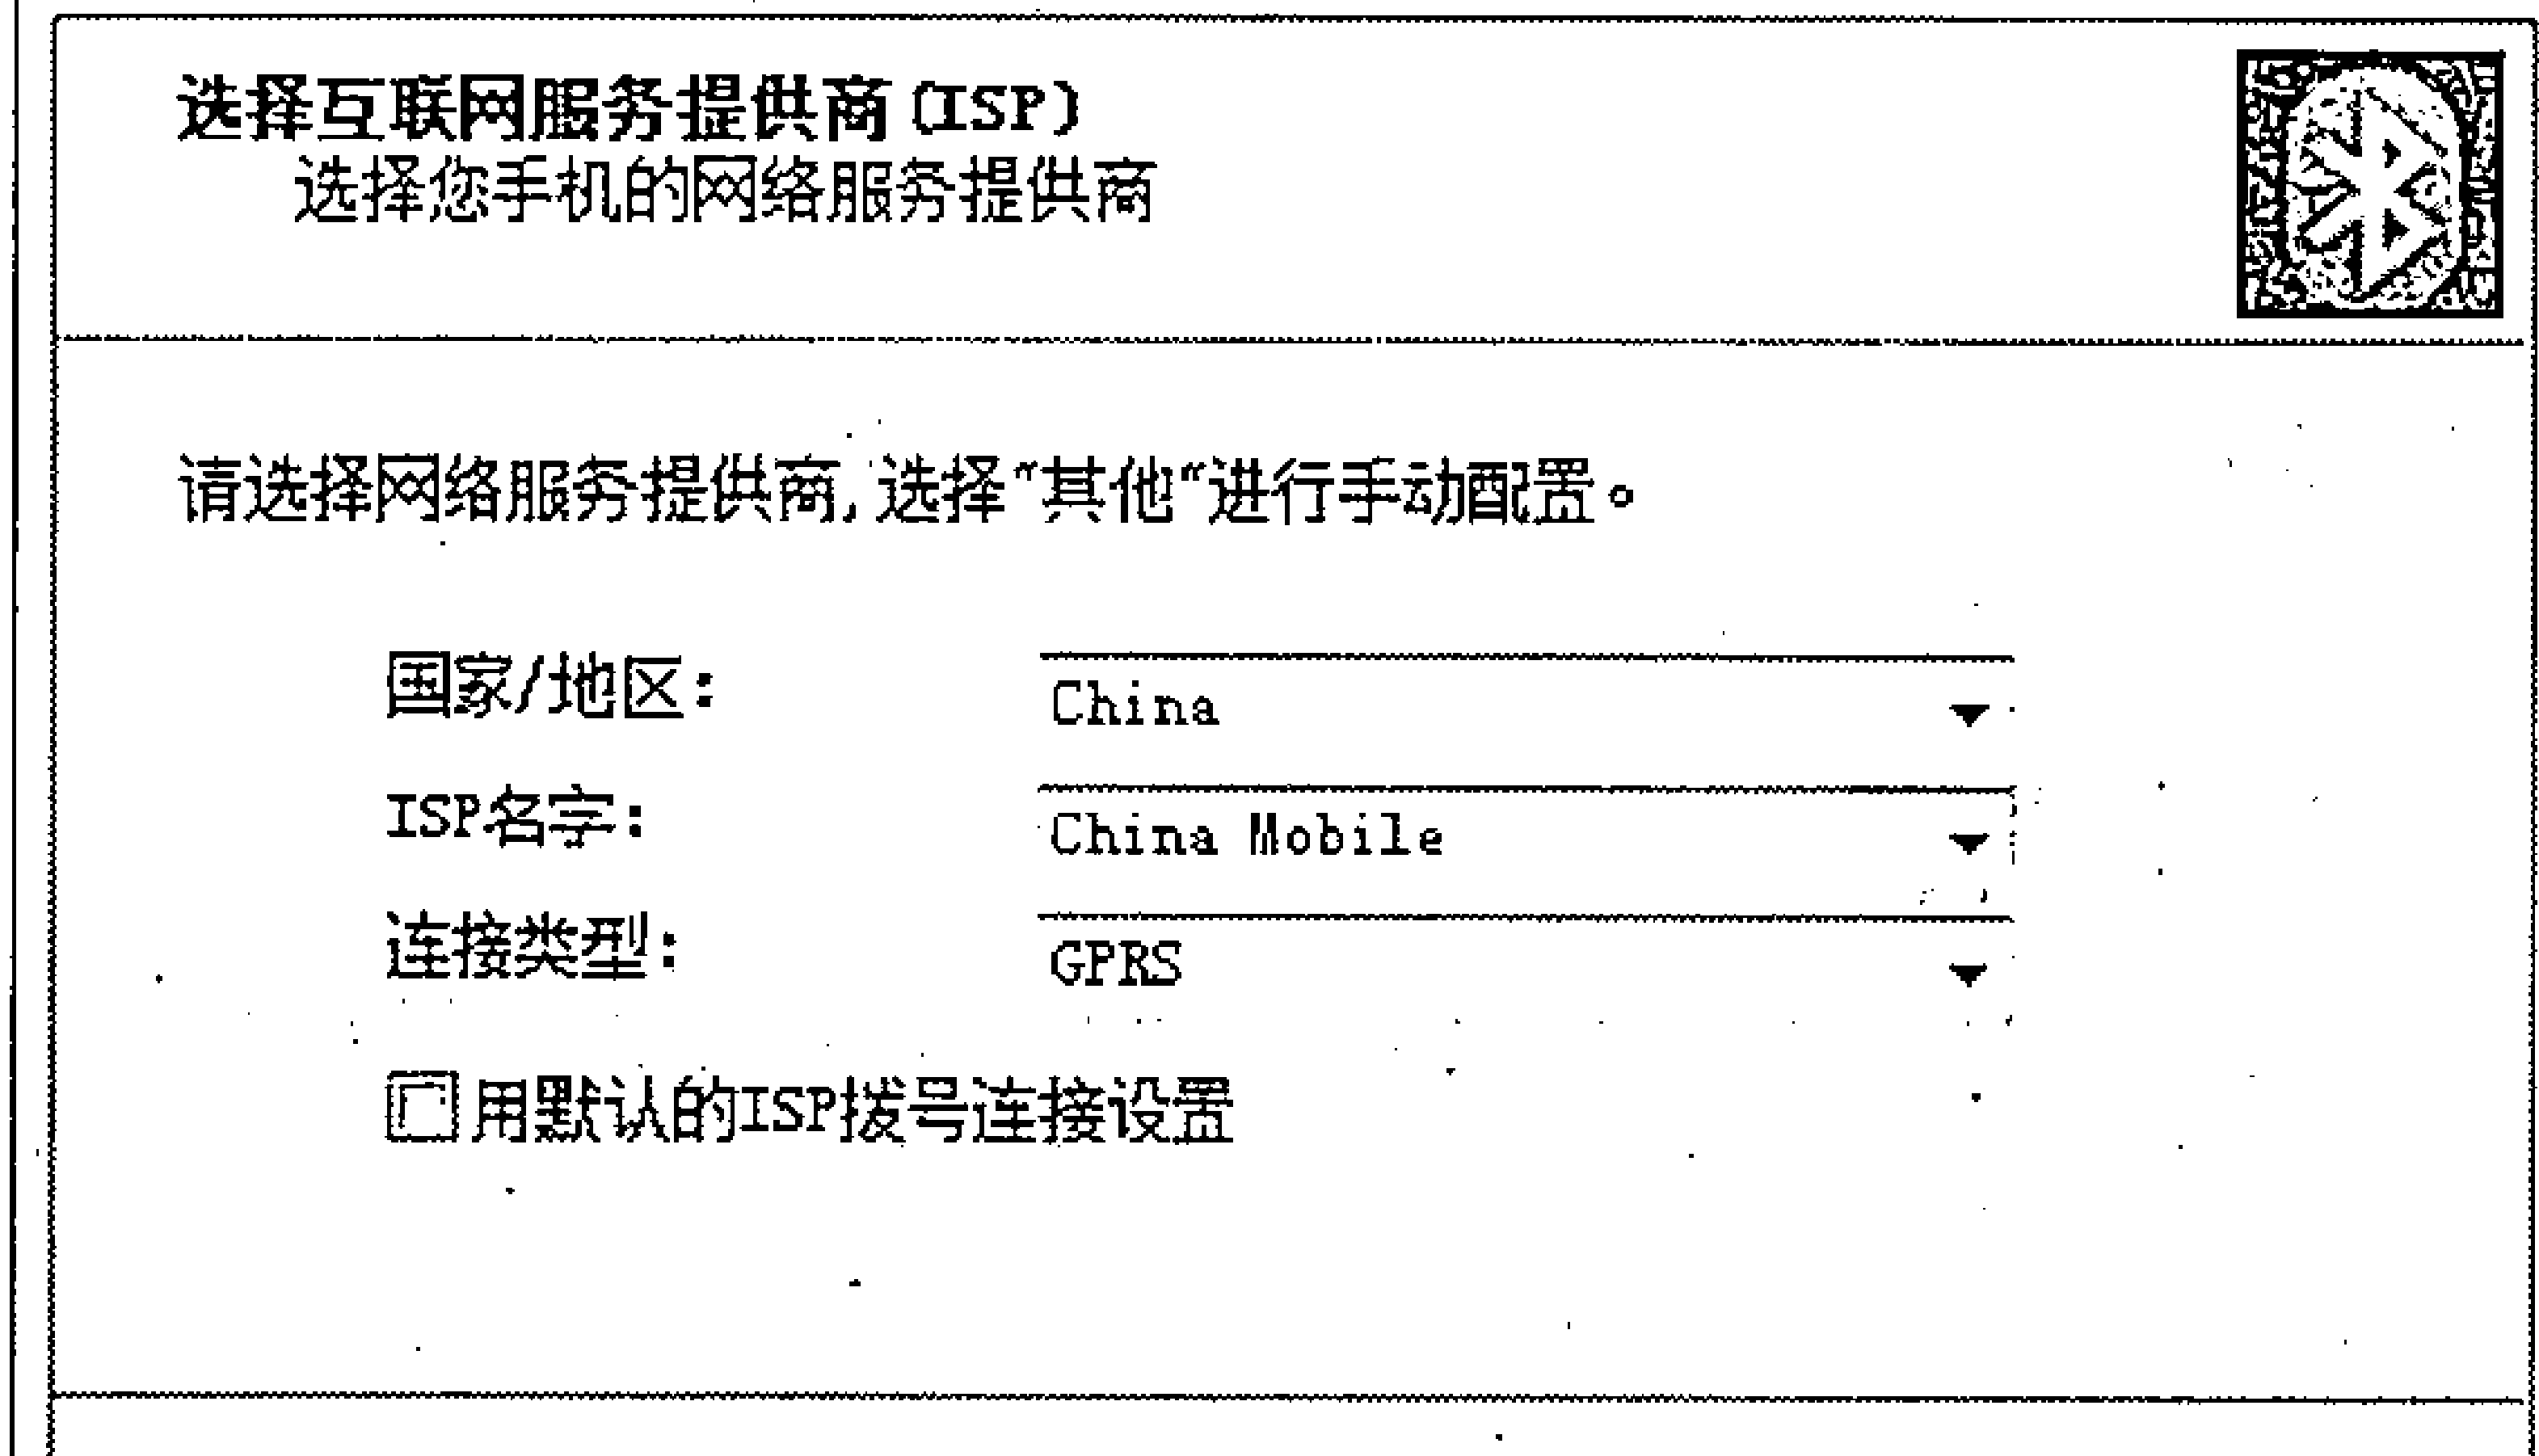 选择互联网服务提供商(ISP)
选择您手机的网络服务提供商
请选择网络服务提供商,选择"其他"进行手动配置。
国家/地区: China
ISP名字: China Mobile
连接类型: GPRS
用默认的ISP拨号连接设置